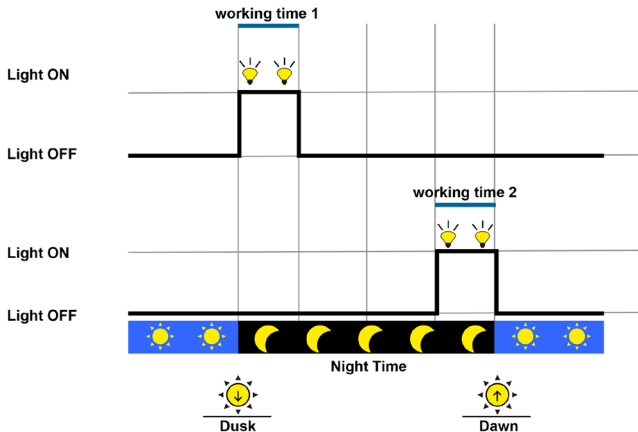 working time 1
Light ON
Light OFF
working time 2
Light ON
Light OFF
Night Time
Dusk
Dawn